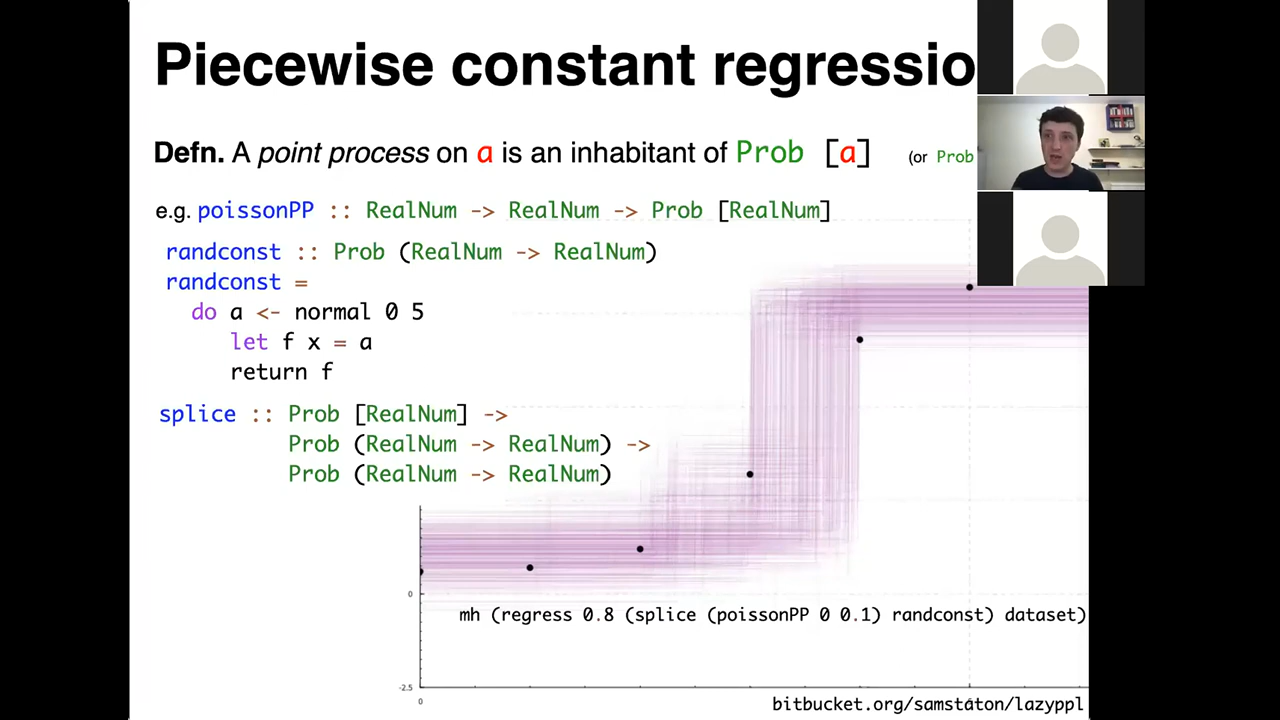 Piecewise constant regressio
Defn. A point process on a is an inhabitant of Prob [a] (or Prob
e.g. poissonPP :: RealNum -> RealNum -> Prob [RealNum]
randconst :: Prob (RealNum -> RealNum)
randconst =
do a <- normal 0 5
let f x = a
return f
splice :: Prob [RealNum] ->
Prob (RealNum -> RealNum) ->
Prob (RealNum -> RealNum)
0
mh (regress 0.8 (splice (poissonPP 0 0.1) randconst) dataset)
-2.5
0
bitbucket.org/samstaton/lazyppl